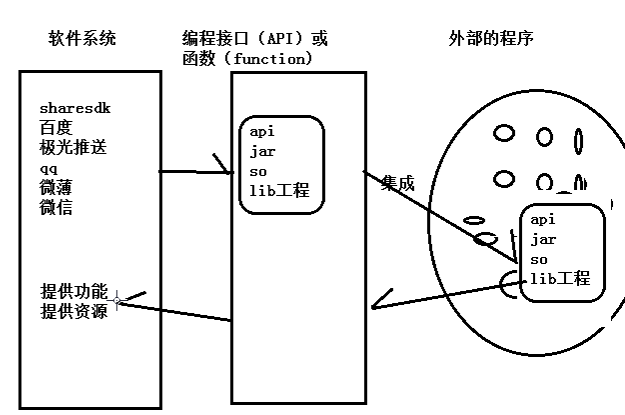 软件系统
编程接口（API）或
函数（function）
外部的程序
sharesdk
百度
极光推送
qq
微薄
微信
提供功能
提供资源
api
jar
so
lib工程
集成
api
jar
so
lib工程